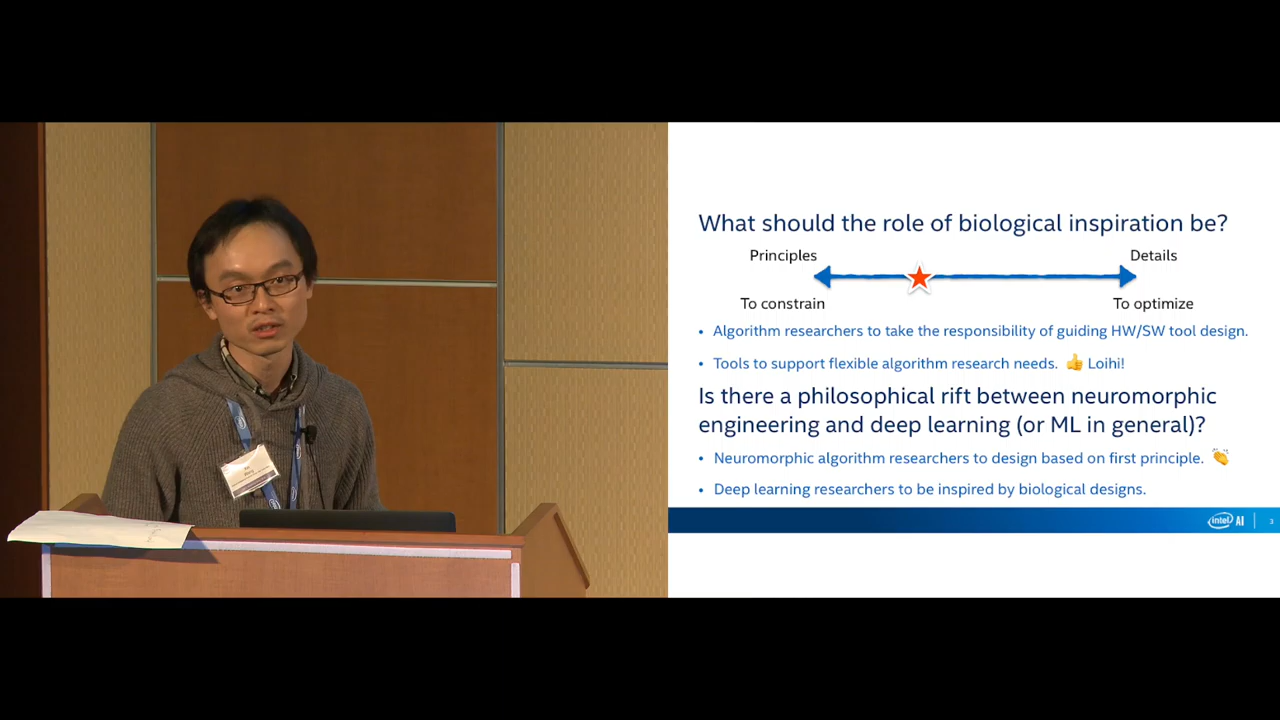 What should the role of biological inspiration be?
Principles Details
To constrain To optimize
• Algorithm researchers to take the responsibility of guiding HW/SW tool design.
• Tools to support flexible algorithm research needs. 👍 Loihi!
Is there a philosophical rift between neuromorphic
engineering and deep learning (or ML in general)?
• Neuromorphic algorithm researchers to design based on first principle. 👏
• Deep learning researchers to be inspired by biological designs.
intel AI 3